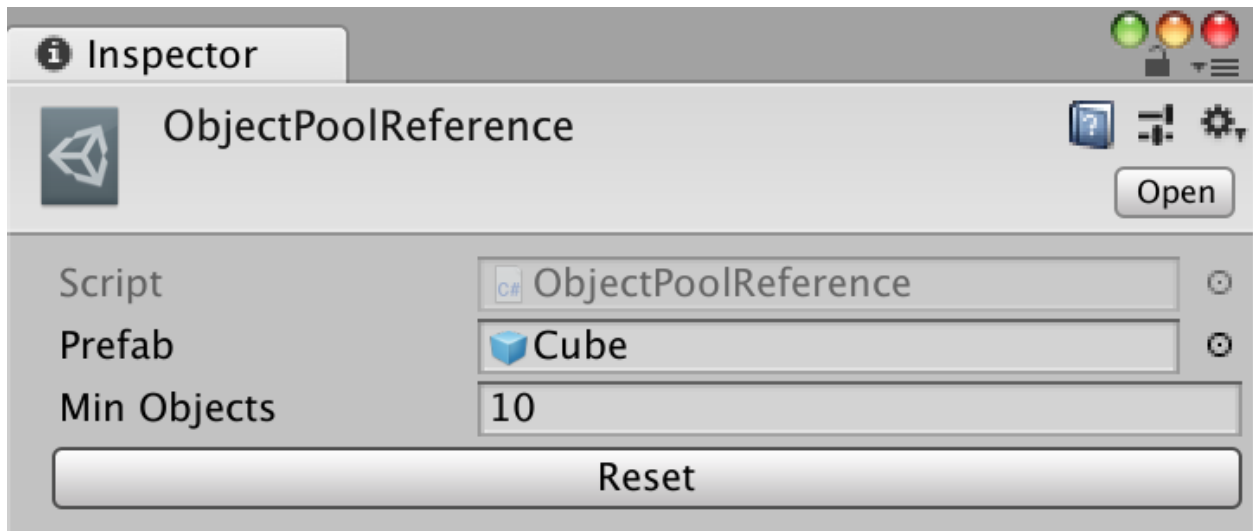 Inspector
ObjectPoolReference
Open
Script C# ObjectPoolReference
Prefab Cube
Min Objects 10
Reset